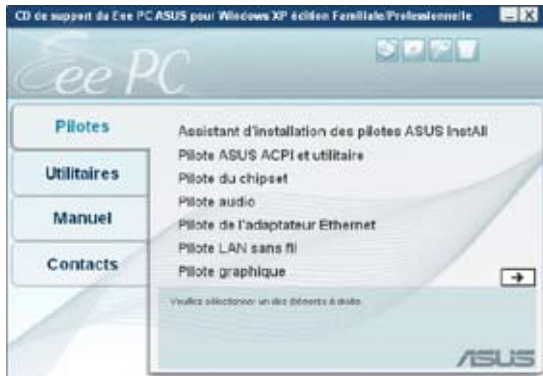 CD de support du Eee PC ASUS pour Windows XP édition Familiale/Professionnelle
Eee PC
Pilotes
Utilitaires
Manuel
Contacts
Assistant d'installation des pilotes ASUS InstAll
Pilote ASUS ACPI et utilitaire
Pilote du chipset
Pilote audio
Pilote de l'adaptateur Ethernet
Pilote LAN sans fil
Pilote graphique
Veuillez sélectionner un des éléments à droite.
ASUS